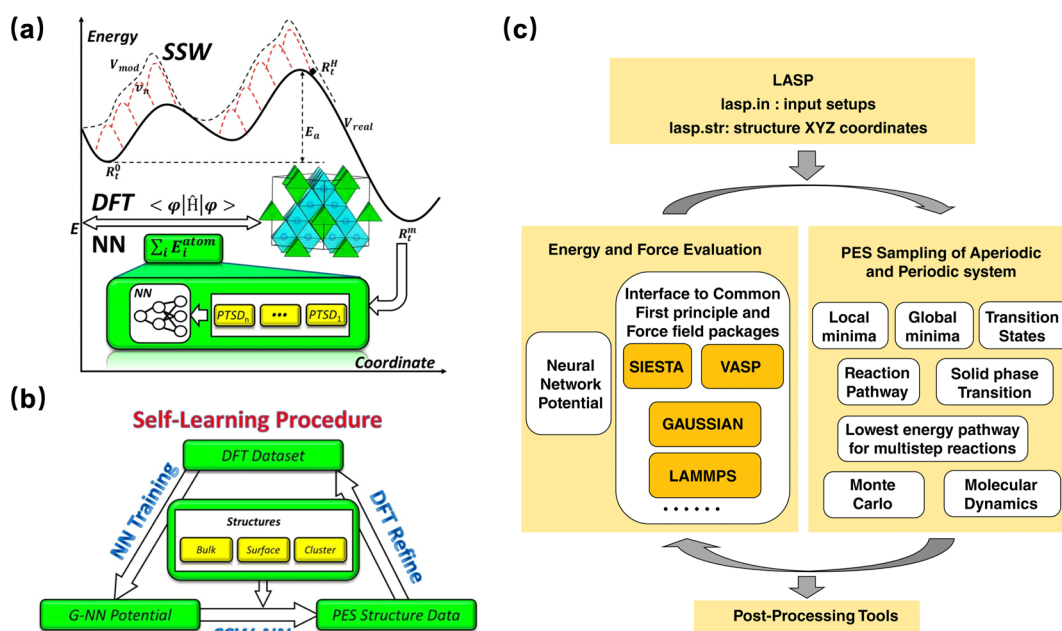 (a)
Energy
SSW
V_mod
v_n
R_t^H
V_real
E_a
R_t^0
DFT < φ|Ĥ|φ >
E
NN
∑_i E_i^atom
R_t^m
NN
PTSD_n ••• PTSD_1
Coordinate
(b)
Self-Learning Procedure
DFT Dataset
NN Training
DFT Refine
Structures
Bulk Surface Cluster
G-NN Potential
PES Structure Data
(c)
LASP
lasp.in : input setups
lasp.str: structure XYZ coordinates
Energy and Force Evaluation
Neural
Network
Potential
Interface to Common
First principle and
Force field packages
SIESTA VASP
GAUSSIAN
LAMMPS
······
PES Sampling of Aperiodic
and Periodic system
Local
minima
Global
minima
Transition
States
Reaction
Pathway
Solid phase
Transition
Lowest energy pathway
for multistep reactions
Monte
Carlo
Molecular
Dynamics
Post-Processing Tools